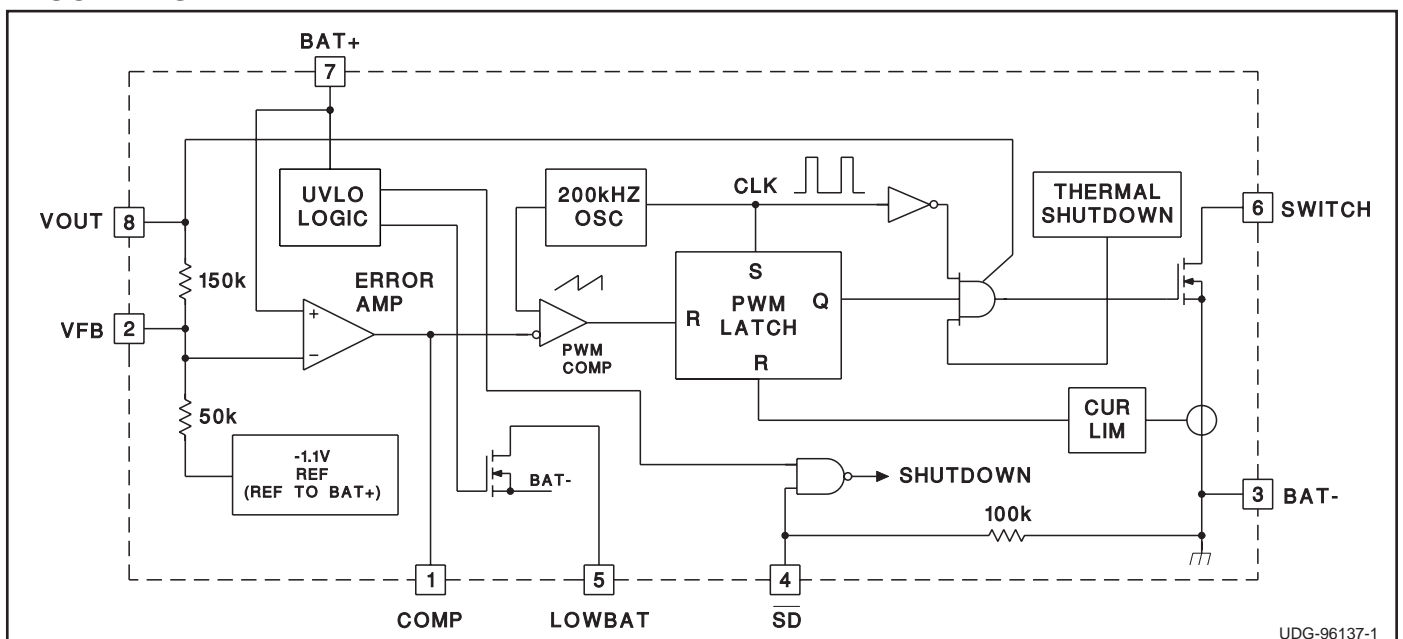 BAT+
7
UVLO
LOGIC
200kHZ
OSC
CLK
THERMAL
SHUTDOWN
6
SWITCH
VOUT
8
150k
ERROR
AMP
S
PWM
LATCH
Q
R
R
+
−
VFB
2
PWM
COMP
50k
CUR
LIM
-1.1V
REF
(REF TO BAT+)
BAT-
SHUTDOWN
3
BAT-
100k
1
5
4
COMP
LOWBAT
S̅D̅
UDG-96137-1